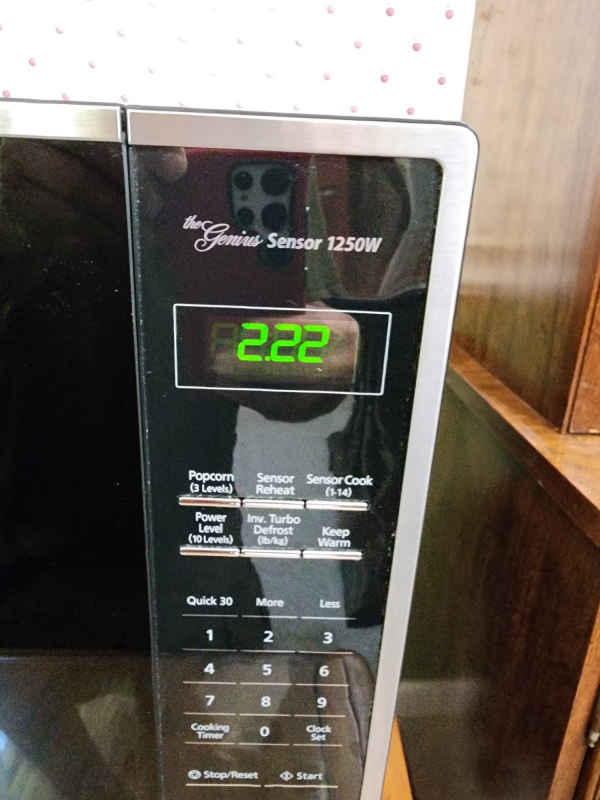 the Genius Sensor 1250W
2.22
Popcorn (3 Levels)
Sensor Reheat
Sensor Cook (1-14)
Power Level (10 Levels)
Inv. Turbo Defrost (lb/kg)
Keep Warm
Quick 30 More Less
1 2 3
4 5 6
7 8 9
Cooking Timer
0
Clock Set
Stop/Reset Start